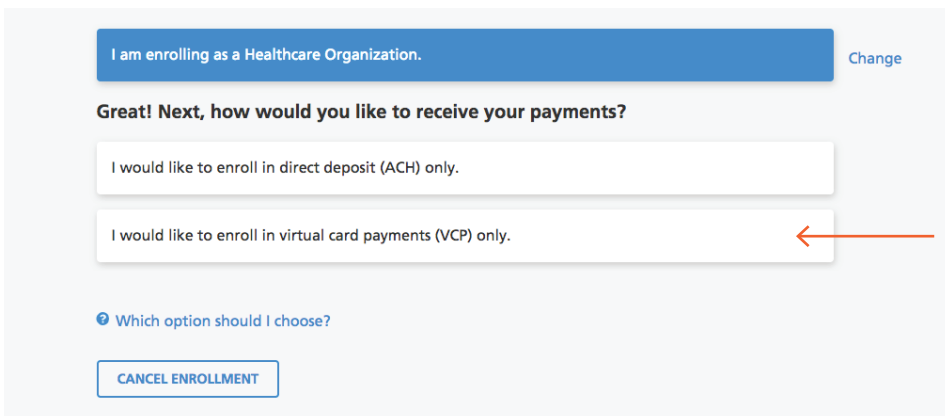 I am enrolling as a Healthcare Organization.
Change
Great! Next, how would you like to receive your payments?
I would like to enroll in direct deposit (ACH) only.
I would like to enroll in virtual card payments (VCP) only.
Which option should I choose?
CANCEL ENROLLMENT